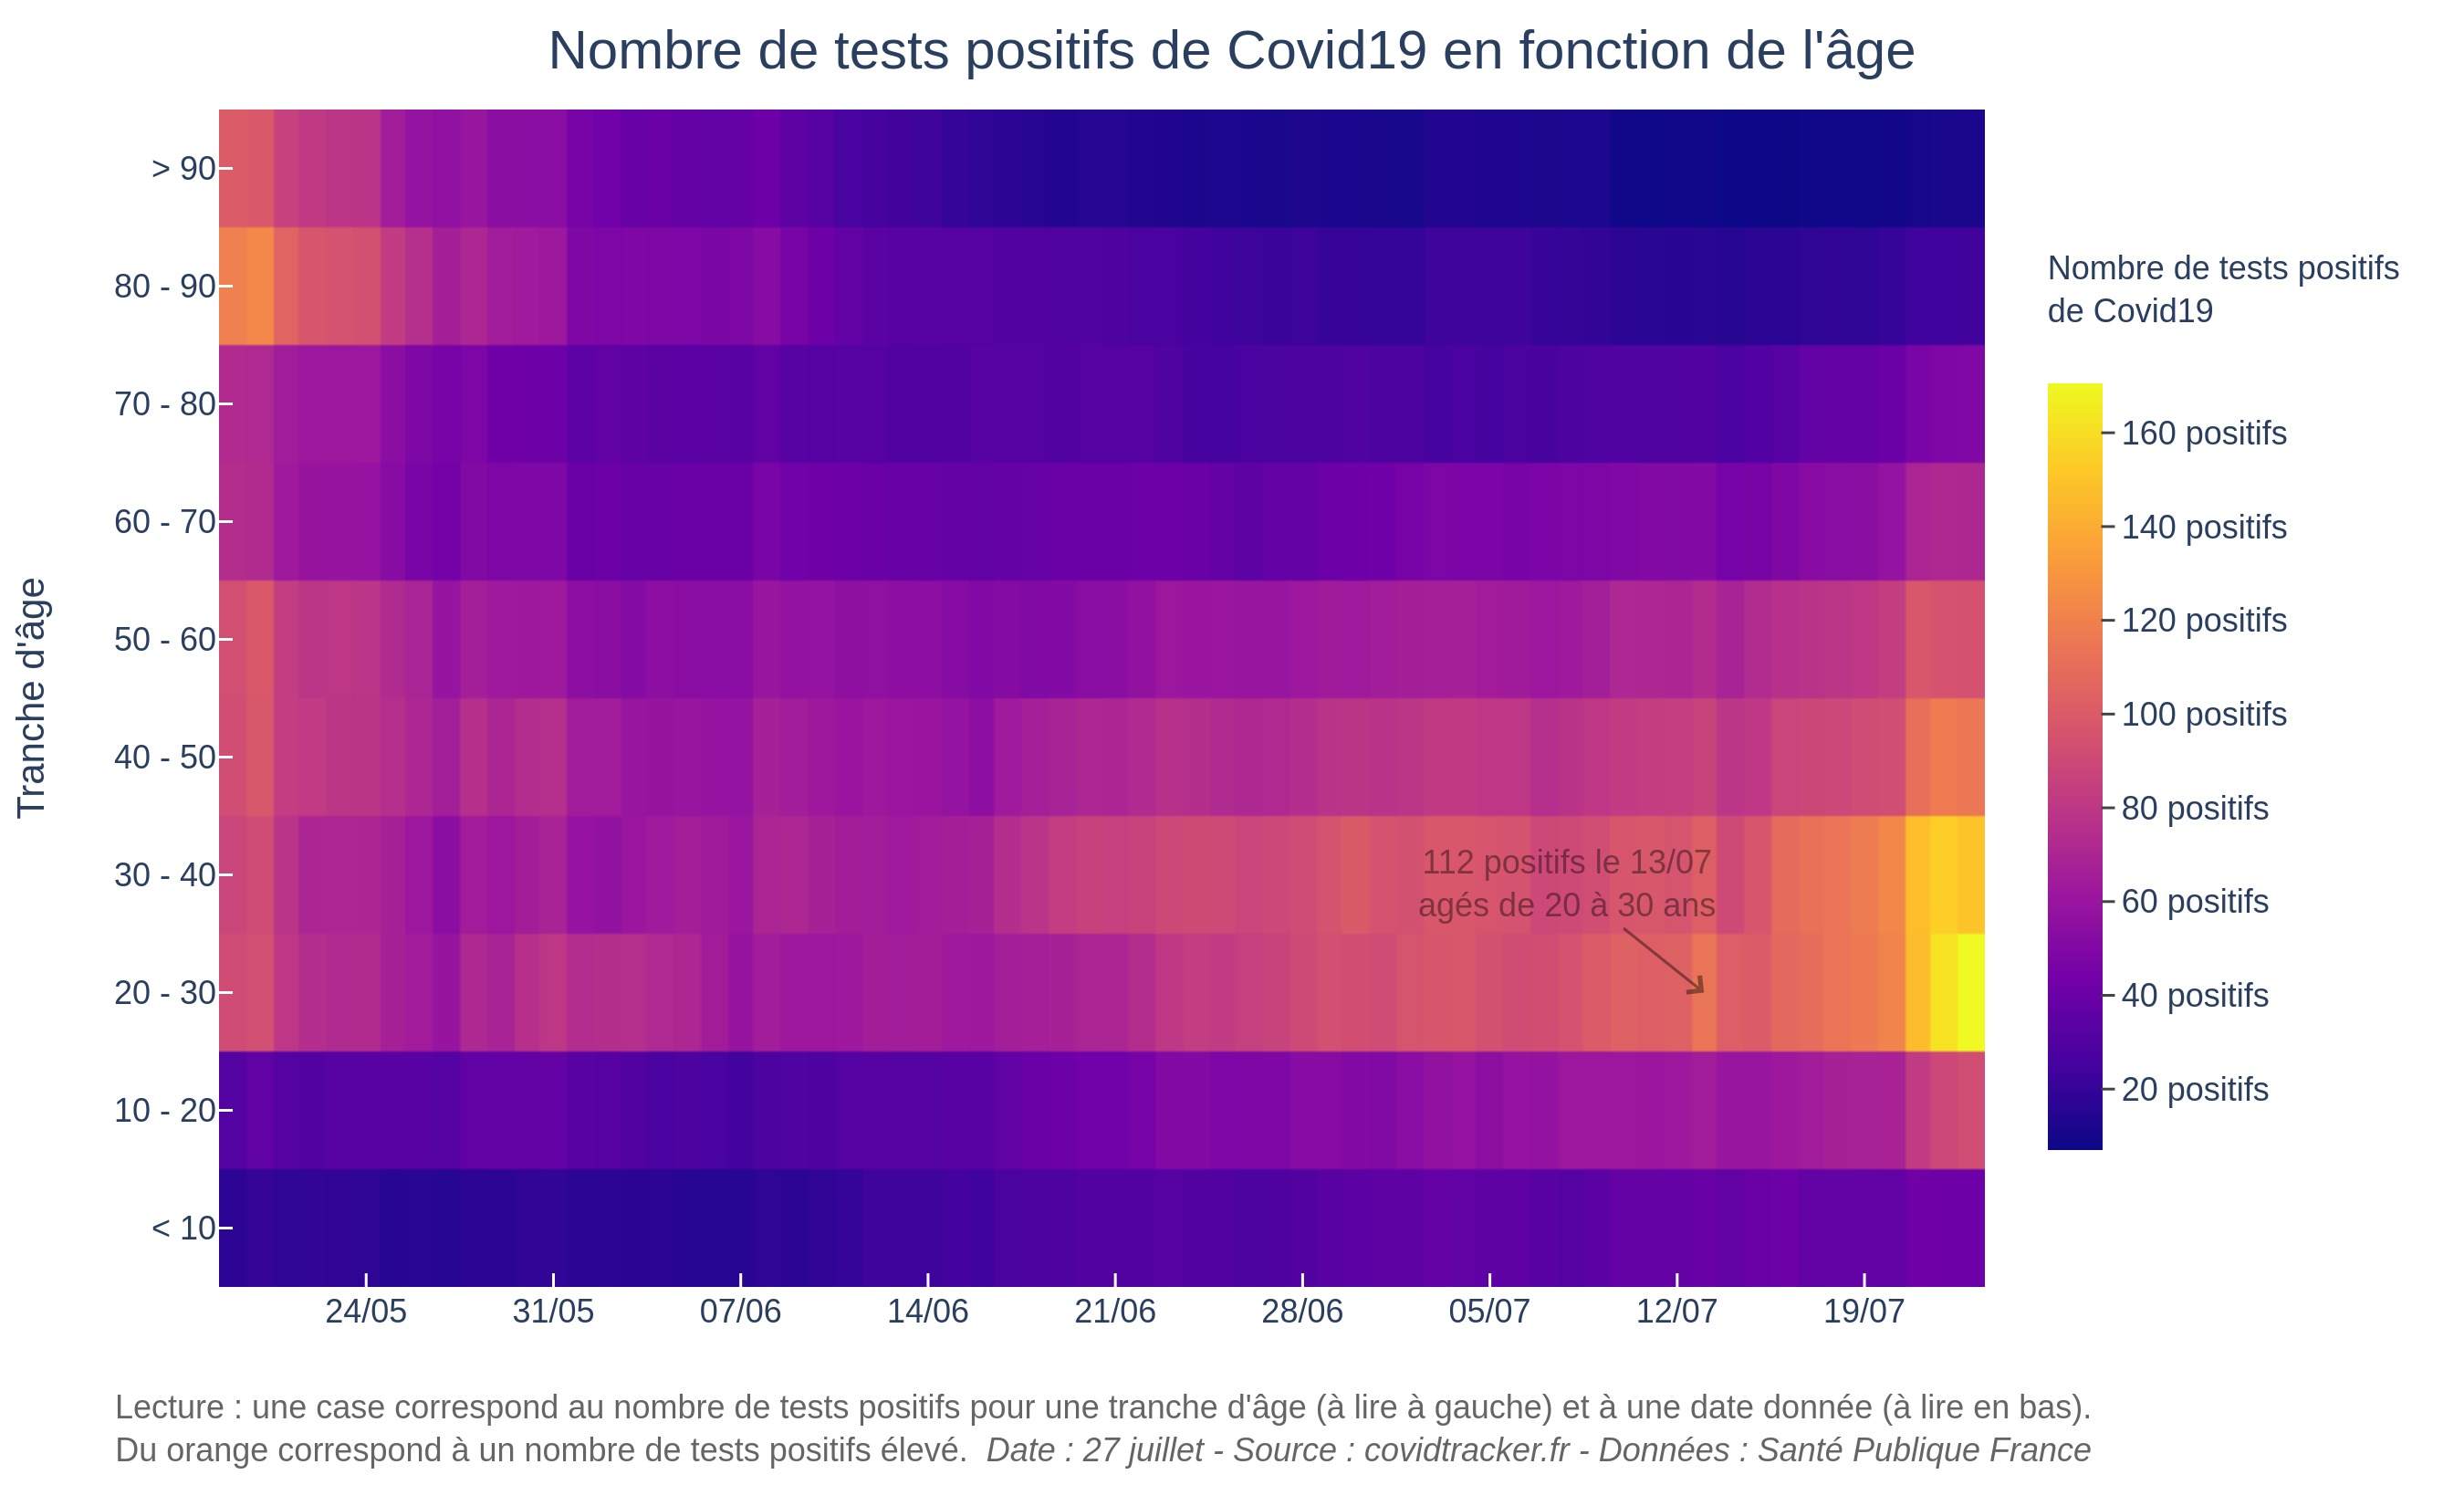 Nombre de tests positifs de Covid19 en fonction de l'âge
Tranche d'âge
> 90
80 - 90
70 - 80
60 - 70
50 - 60
40 - 50
30 - 40
20 - 30
10 - 20
< 10
112 positifs le 13/07
agés de 20 à 30 ans
24/05
31/05
07/06
14/06
21/06
28/06
05/07
12/07
19/07
Nombre de tests positifs
de Covid19
160 positifs
140 positifs
120 positifs
100 positifs
80 positifs
60 positifs
40 positifs
20 positifs
Lecture : une case correspond au nombre de tests positifs pour une tranche d'âge (à lire à gauche) et à une date donnée (à lire en bas).
Du orange correspond à un nombre de tests positifs élevé. Date : 27 juillet - Source : covidtracker.fr - Données : Santé Publique France